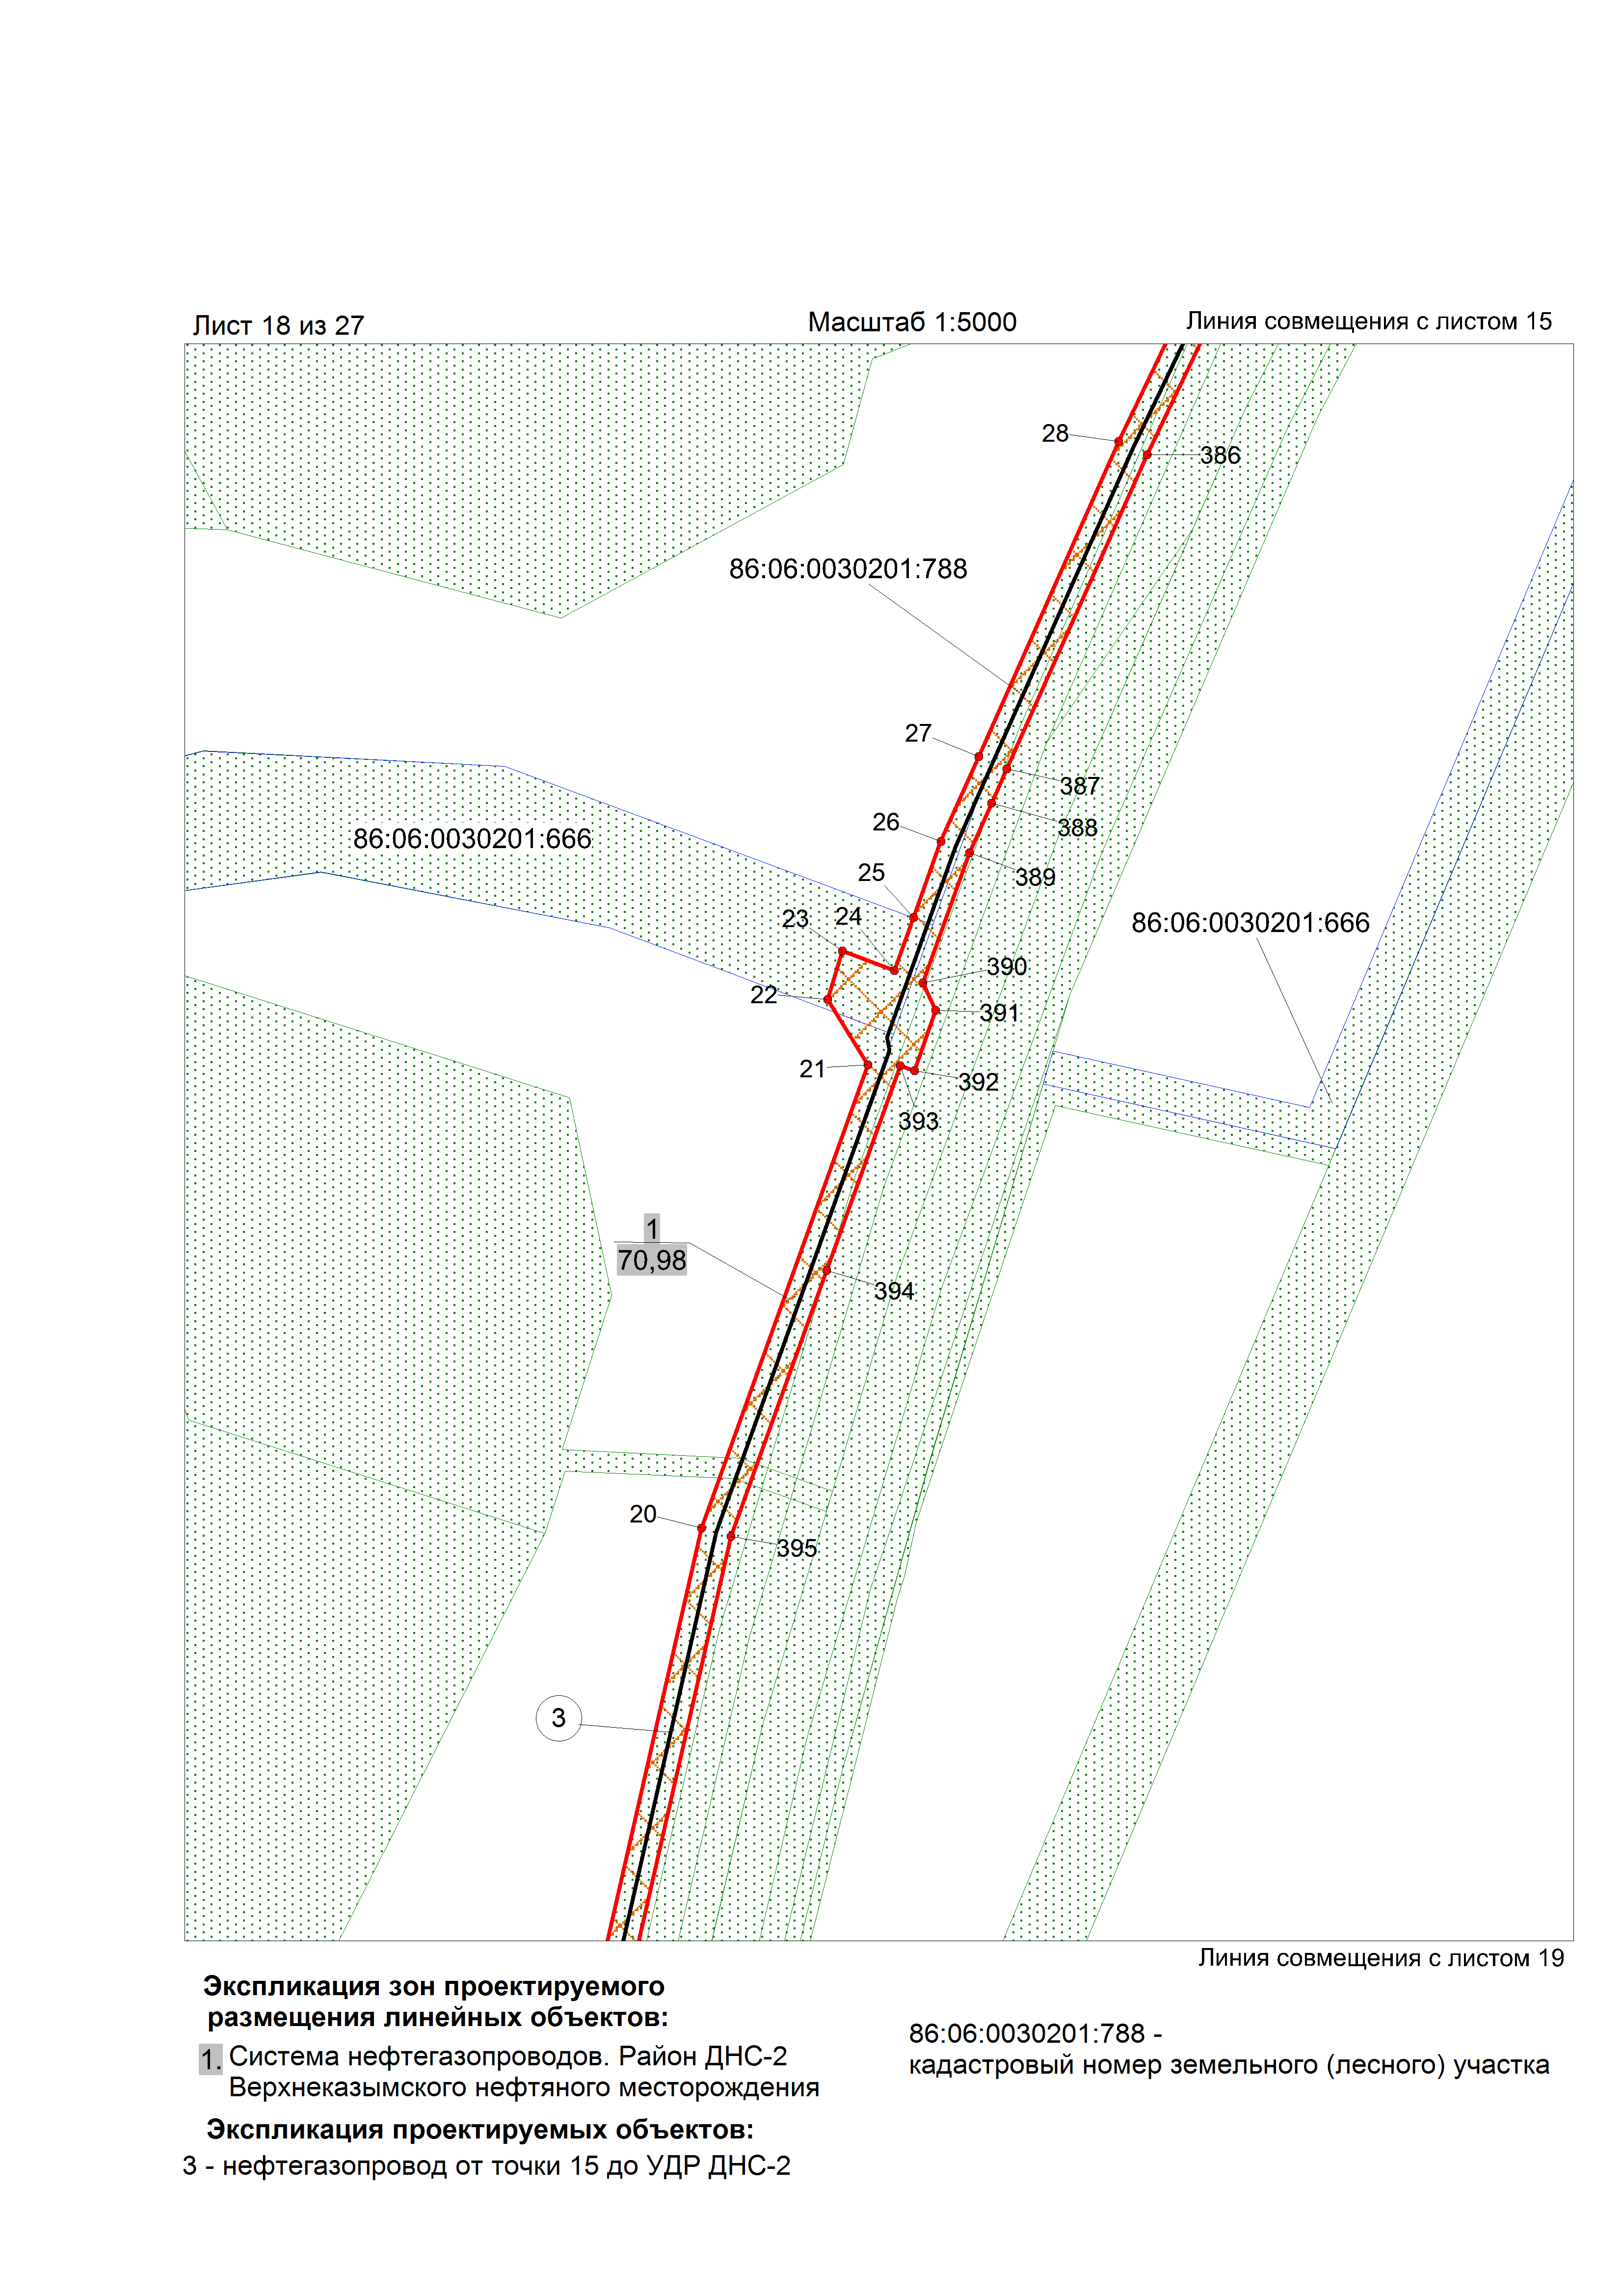 Лист 18 из 27
Масштаб 1:5000
Линия совмещения с листом 15
28
386
86:06:0030201:788
27
387
26
388
86:06:0030201:666
25
389
23
24
86:06:0030201:666
390
22
391
21
392
393
1
70,98
394
20
395
3
Линия совмещения с листом 19
Экспликация зон проектируемого
размещения линейных объектов:
1. Система нефтегазопроводов. Район ДНС-2
Верхнеказымского нефтяного месторождения
86:06:0030201:788 -
кадастровый номер земельного (лесного) участка
Экспликация проектируемых объектов:
3 - нефтегазопровод от точки 15 до УДР ДНС-2